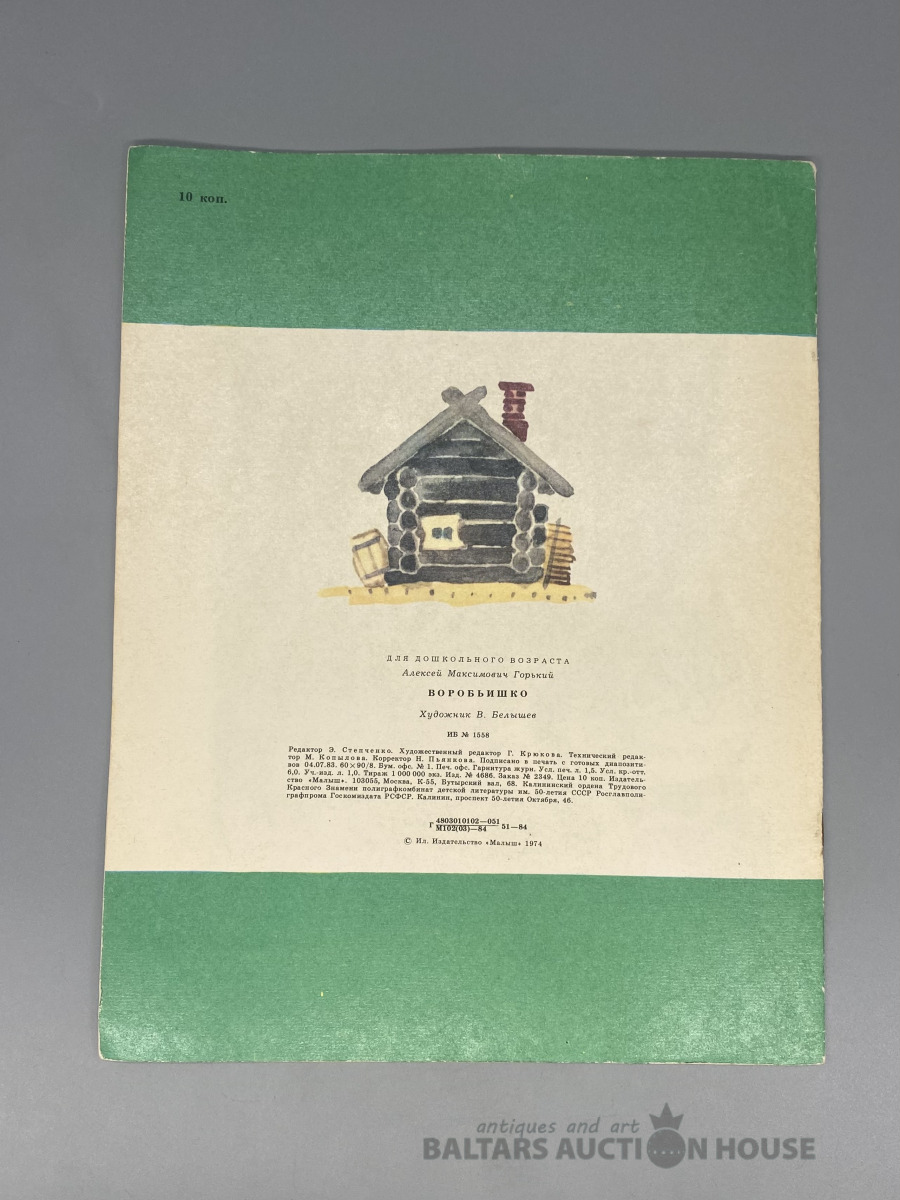 10 коп.
ДЛЯ ДОШКОЛЬНОГО ВОЗРАСТА
Алексей Максимович Горький
ВОРОБЬИШКО
Художник В. Белышев
ИБ № 1558
Редактор Э. Степченко. Художественный редактор Г. Крюкова. Технический редак-
тор М. Копылова. Корректор Н. Пьянкова. Подписано в печать с готовых диапозити-
вов 04.07.83. 60×90/8. Бум. офс. № 1. Печ. офс. Гарнитура журн. Усл. печ. л. 1,5. Усл. кр.-отт.
6,0. Уч.-изд. л. 1,0. Тираж 1 000 000 экз. Изд. № 4686. Заказ № 2349. Цена 10 коп. Издатель-
ство «Малыш». 103055, Москва, К-55, Бутырский вал, 68. Калининский ордена Трудового
Красного Знамени полиграфкомбинат детской литературы им. 50-летия СССР Росглавполи-
графпрома Госкомиздата РСФСР. Калинин, проспект 50-летия Октября, 46.
4803010102—051
Г М102(03)—84 51—84
© Ил. Издательство «Малыш» 1974
antiques and art
BALTARS AUCTION HOUSE